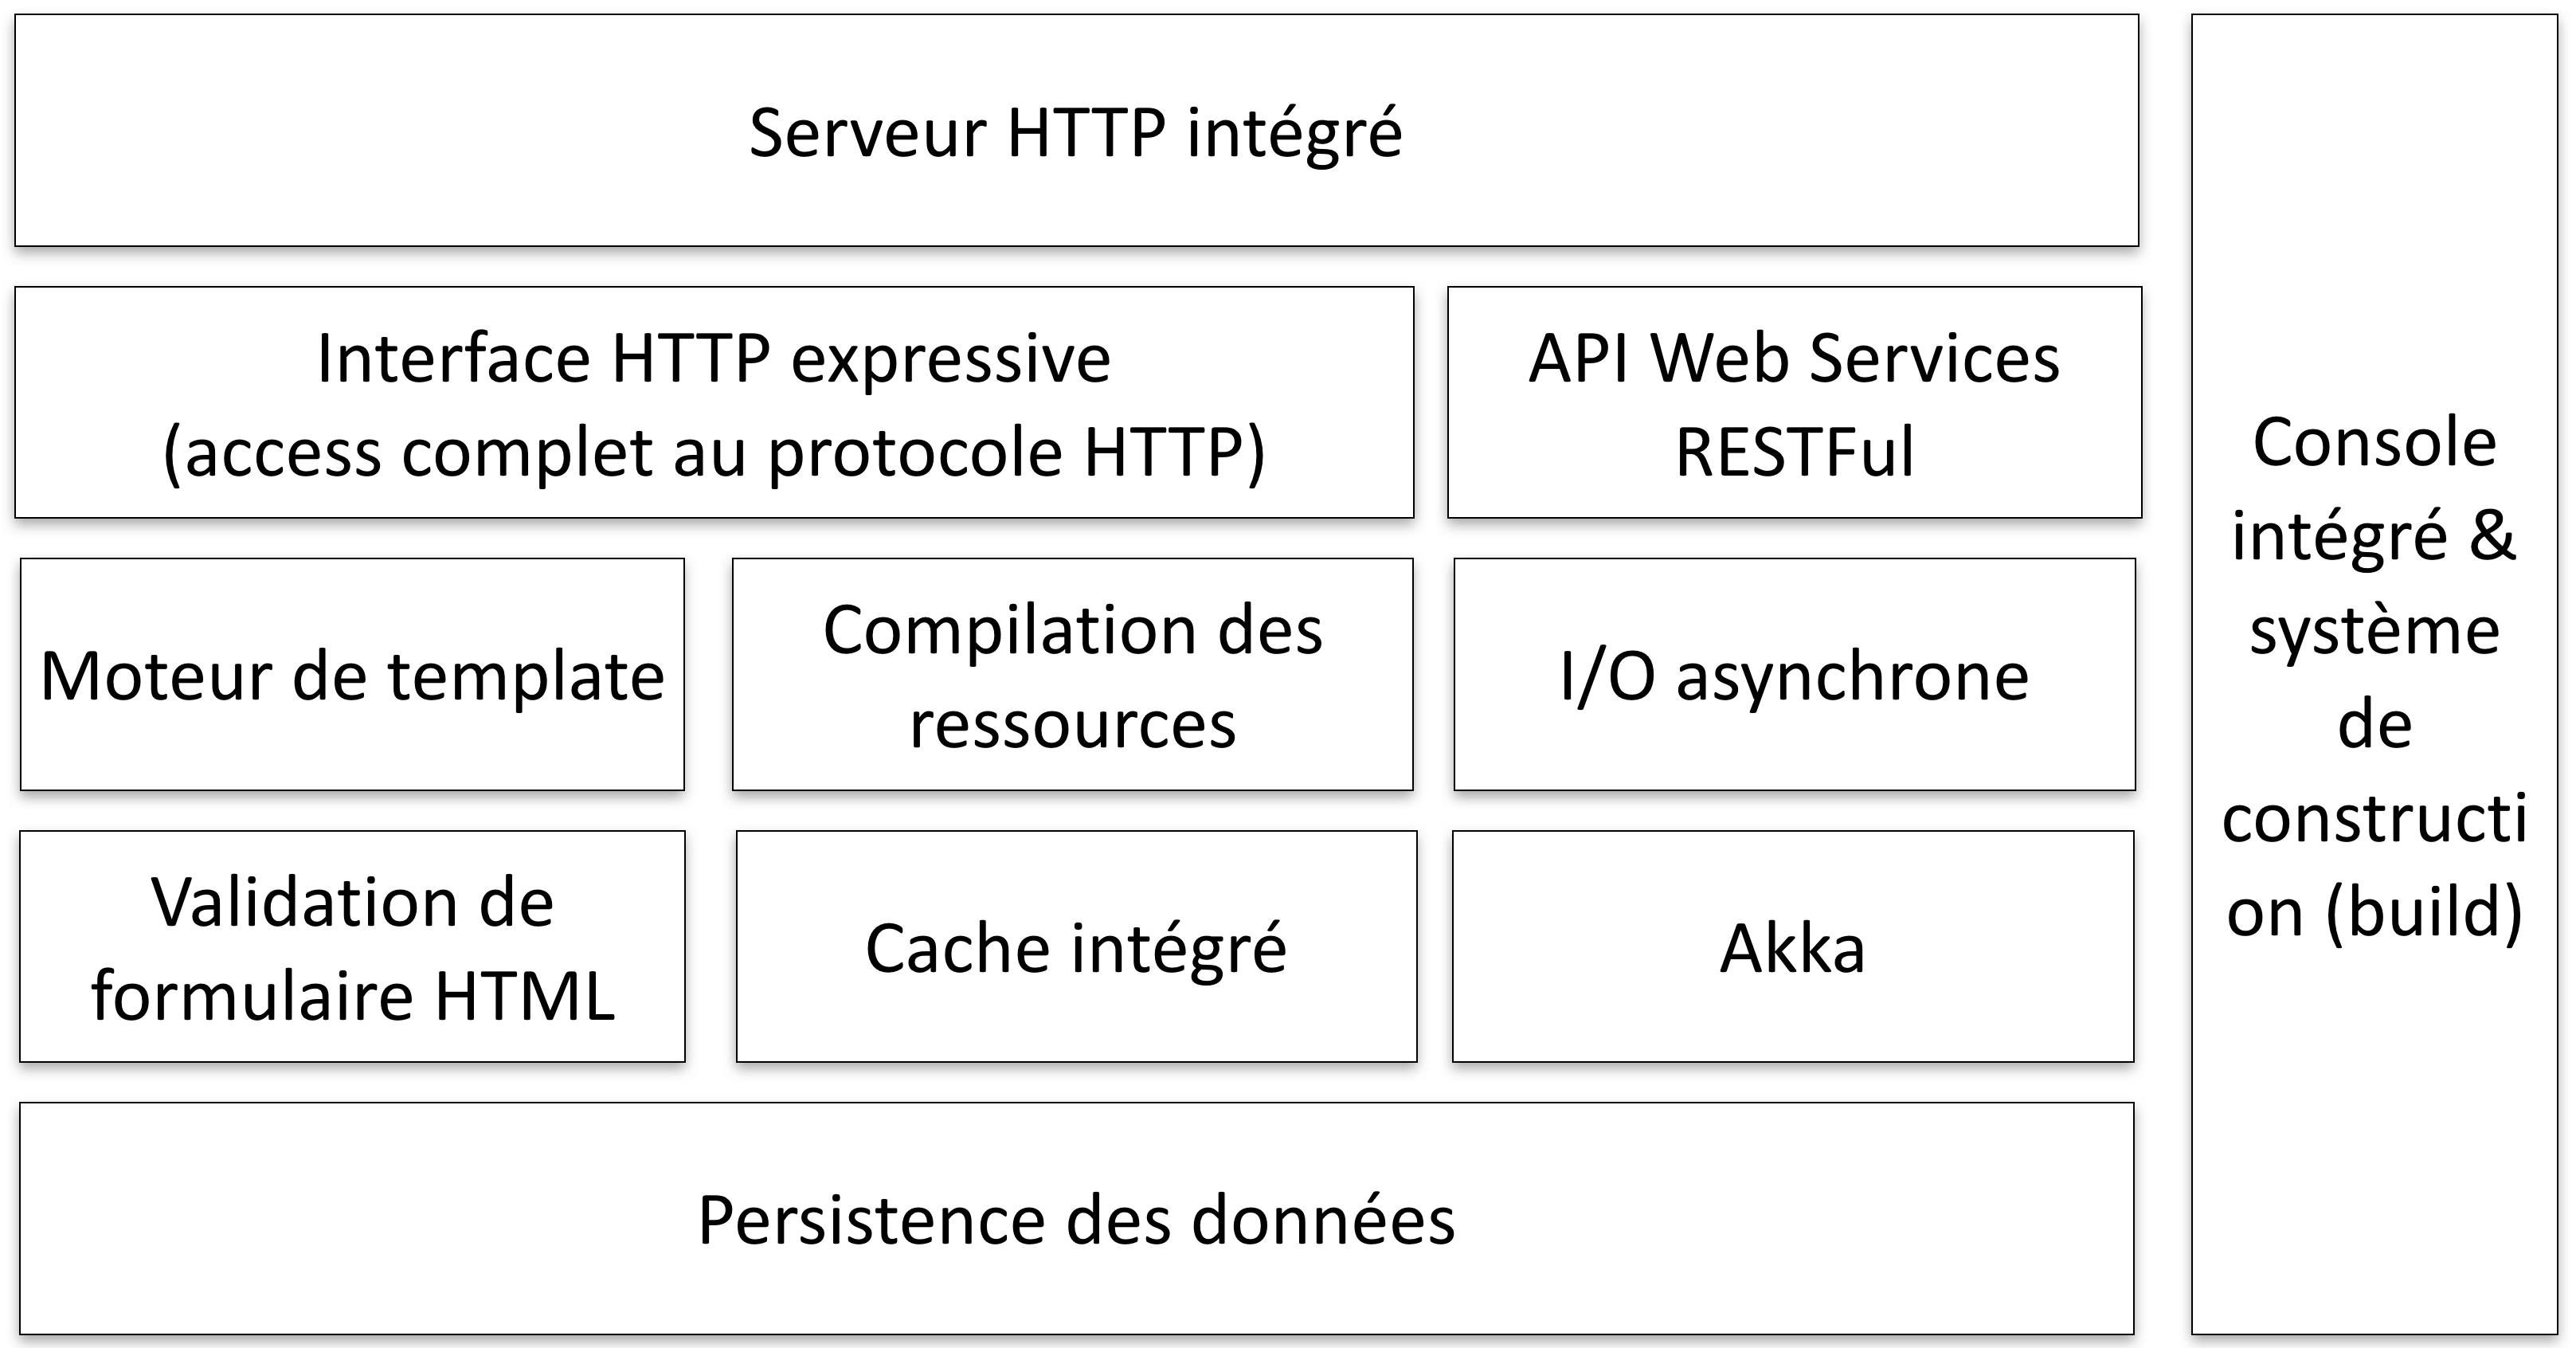 Serveur HTTP intégré
Interface HTTP expressive
(access complet au protocole HTTP)
API Web Services
RESTFul
Moteur de template
Compilation des
ressources
I/O asynchrone
Validation de
formulaire HTML
Cache intégré
Akka
Persistence des données
Console
intégré &
système
de
constructi
on (build)